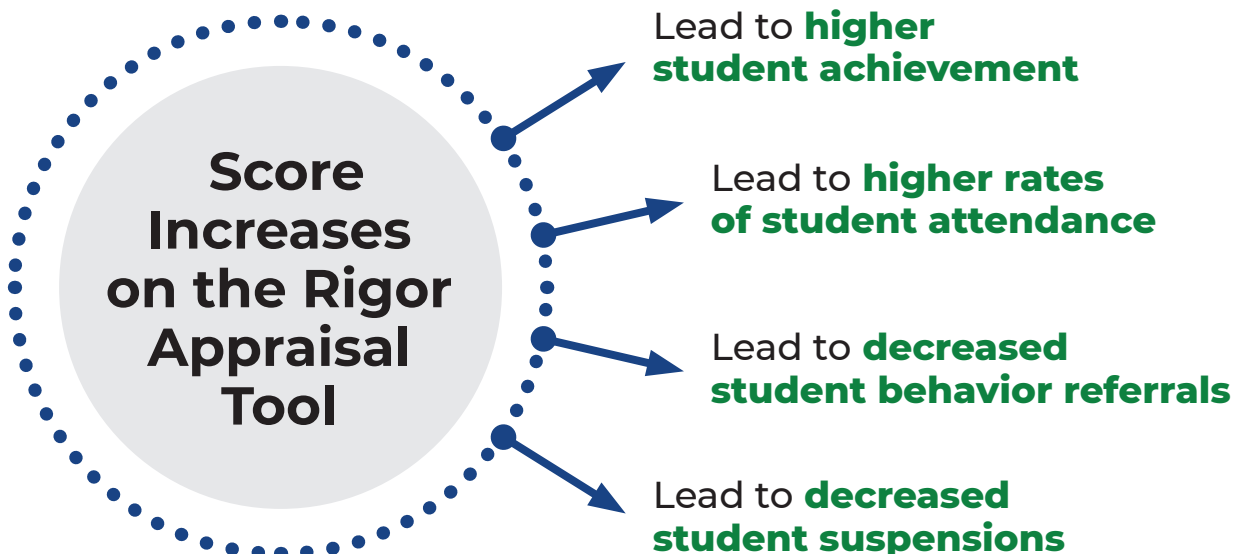 Score
Increases
on the Rigor
Appraisal
Tool
Lead to higher
student achievement
Lead to higher rates
of student attendance
Lead to decreased
student behavior referrals
Lead to decreased
student suspensions